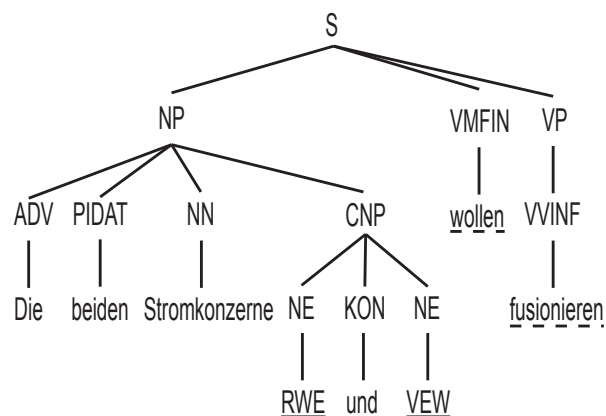 S
NP VMFIN VP
ADV PIDAT NN CNP wollen VVINF
Die beiden Stromkonzerne NE KON NE fusionieren
RWE und VEW